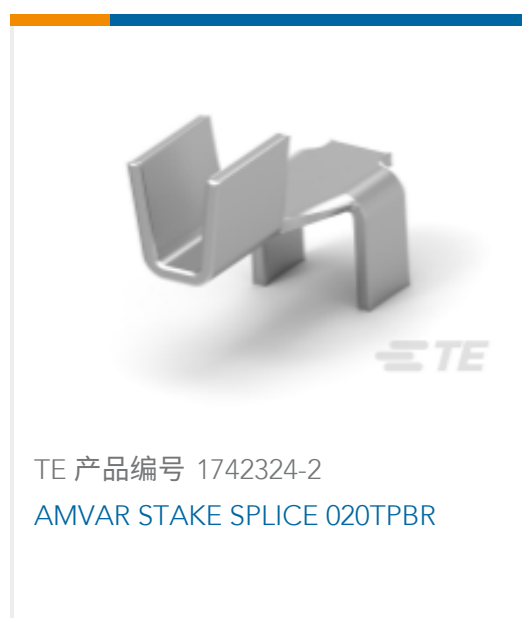 TE
TE 产品编号 1742324-2
AMVAR STAKE SPLICE 020TPBR